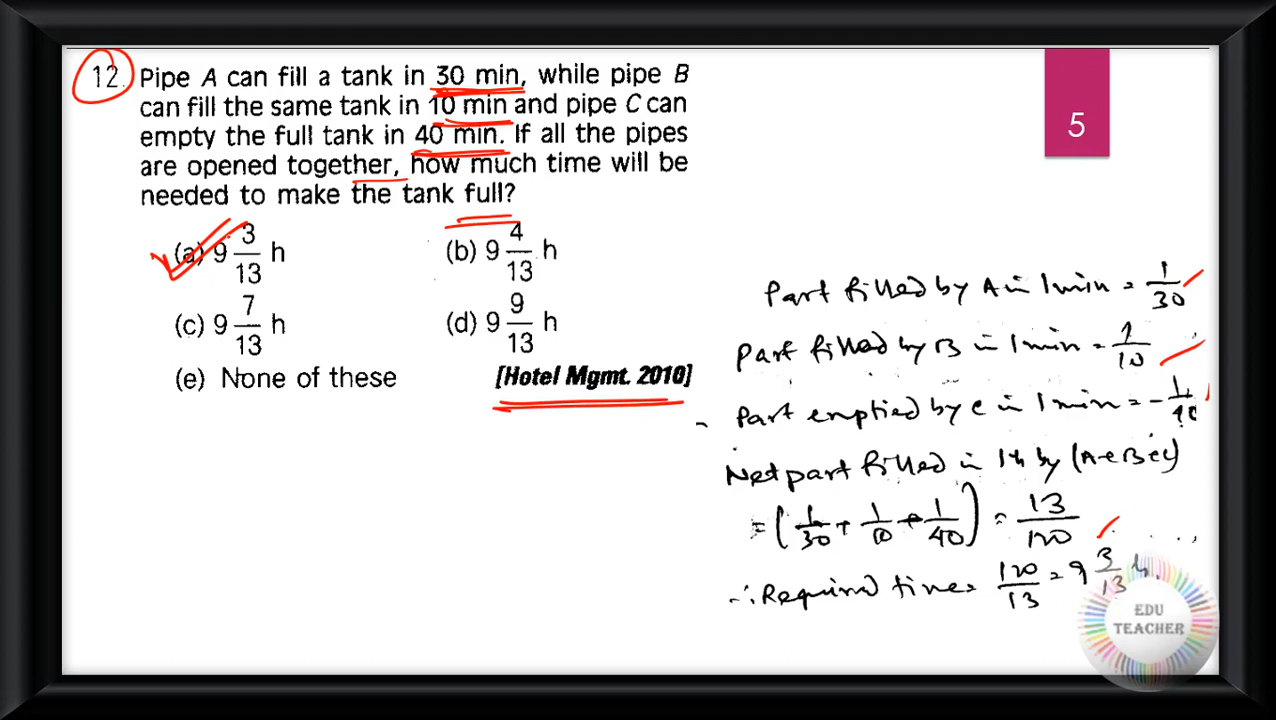 5
12. Pipe A can fill a tank in 30 min, while pipe B
can fill the same tank in 10 min and pipe C can
empty the full tank in 40 min. If all the pipes
are opened together, how much time will be
needed to make the tank full?
(a) 9 3/13 h (b) 9 4/13 h
(c) 9 7/13 h (d) 9 9/13 h
(e) None of these [Hotel Mgmt. 2010]
Part filled by A in 1 min = 1/30
Part filled by B in 1 min = 1/10
Part emptied by C in 1 min = - 1/40
Net part filled in 1h by (A+B+C)
= (1/30 + 1/10 + 1/40) = 13/120
∴ Required time = 120/13 = 9 3/13 h.
EDU
TEACHER